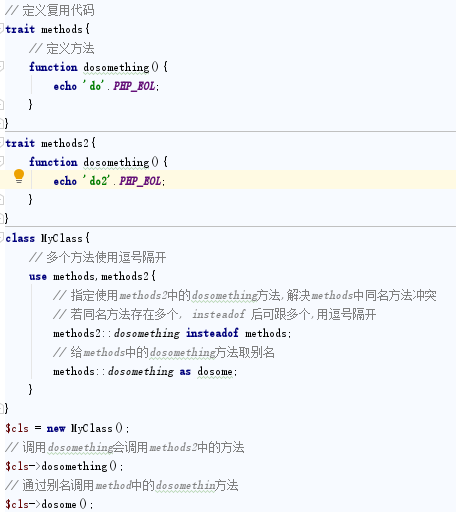 // 定义复用代码
trait methods{
// 定义方法
function dosomething(){
echo 'do'.PHP_EOL;
}
}
trait methods2{
function dosomething(){
echo 'do2'.PHP_EOL;
}
}
class MyClass{
// 多个方法使用逗号隔开
use methods,methods2{
// 指定使用methods2中的dosomething方法,解决methods中同名方法冲突
// 若同名方法存在多个, insteadof 后可跟多个,用逗号隔开
methods2::dosomething insteadof methods;
// 给methods中的dosomething方法取别名
methods::dosomething as dosome;
}
}
$cls = new MyClass();
// 调用dosomething会调用methods2中的方法
$cls->dosomething();
// 通过别名调用method中的dosomethin方法
$cls->dosome();